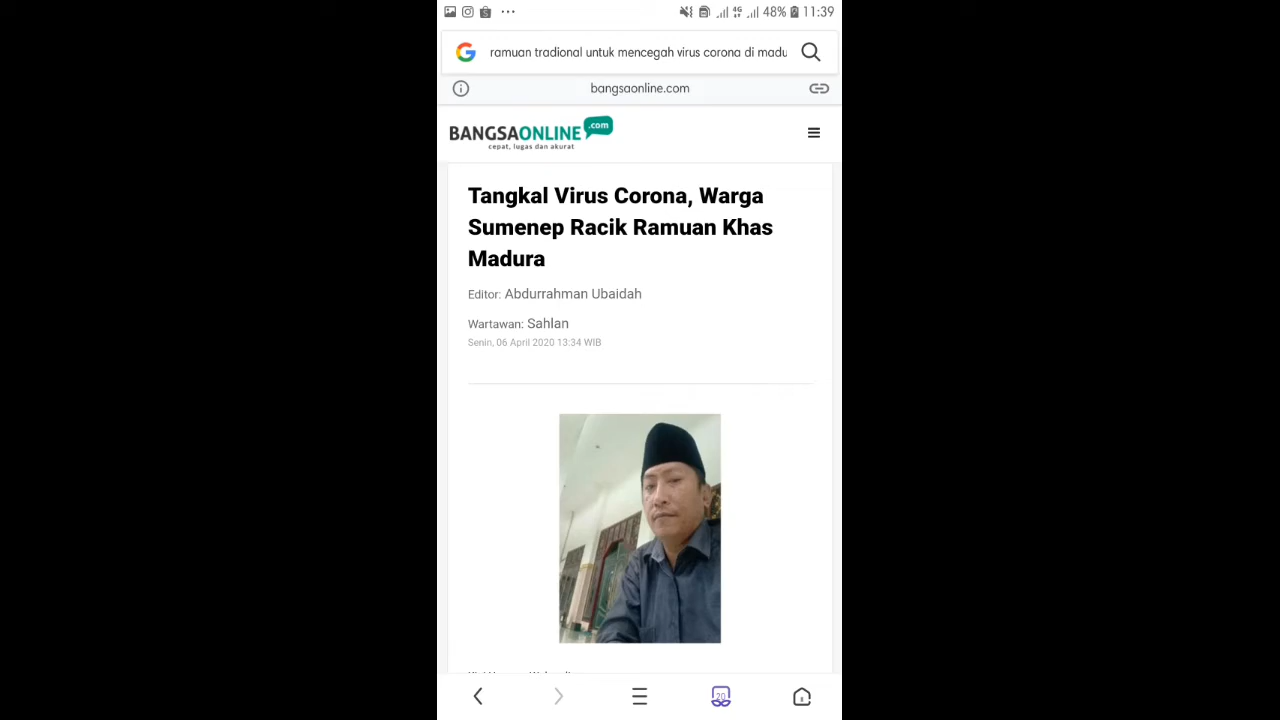 48% 11:39
ramuan tradional untuk mencegah virus corona di madu
bangsaonline.com
BANGSAONLINE.com
cepat, lugas dan akurat
Tangkal Virus Corona, Warga
Sumenep Racik Ramuan Khas
Madura
Editor: Abdurrahman Ubaidah
Wartawan: Sahlan
Senin, 06 April 2020 13:34 WIB
20